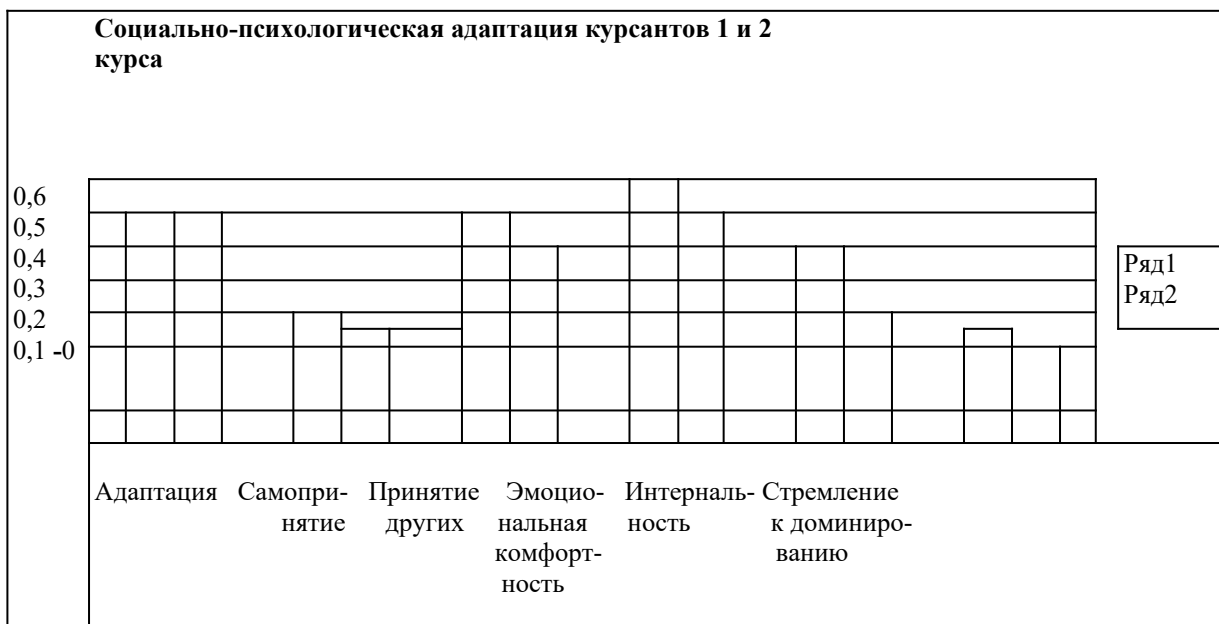 Социально-психологическая адаптация курсантов 1 и 2
курса
0,6
0,5
0,4
0,3
0,2
0,1 -0
Ряд1
Ряд2
Адаптация Самопри- Принятие Эмоцио- Интерналь- Стремление
нятие других нальная ность к доминиро-
комфорт- ванию
ность